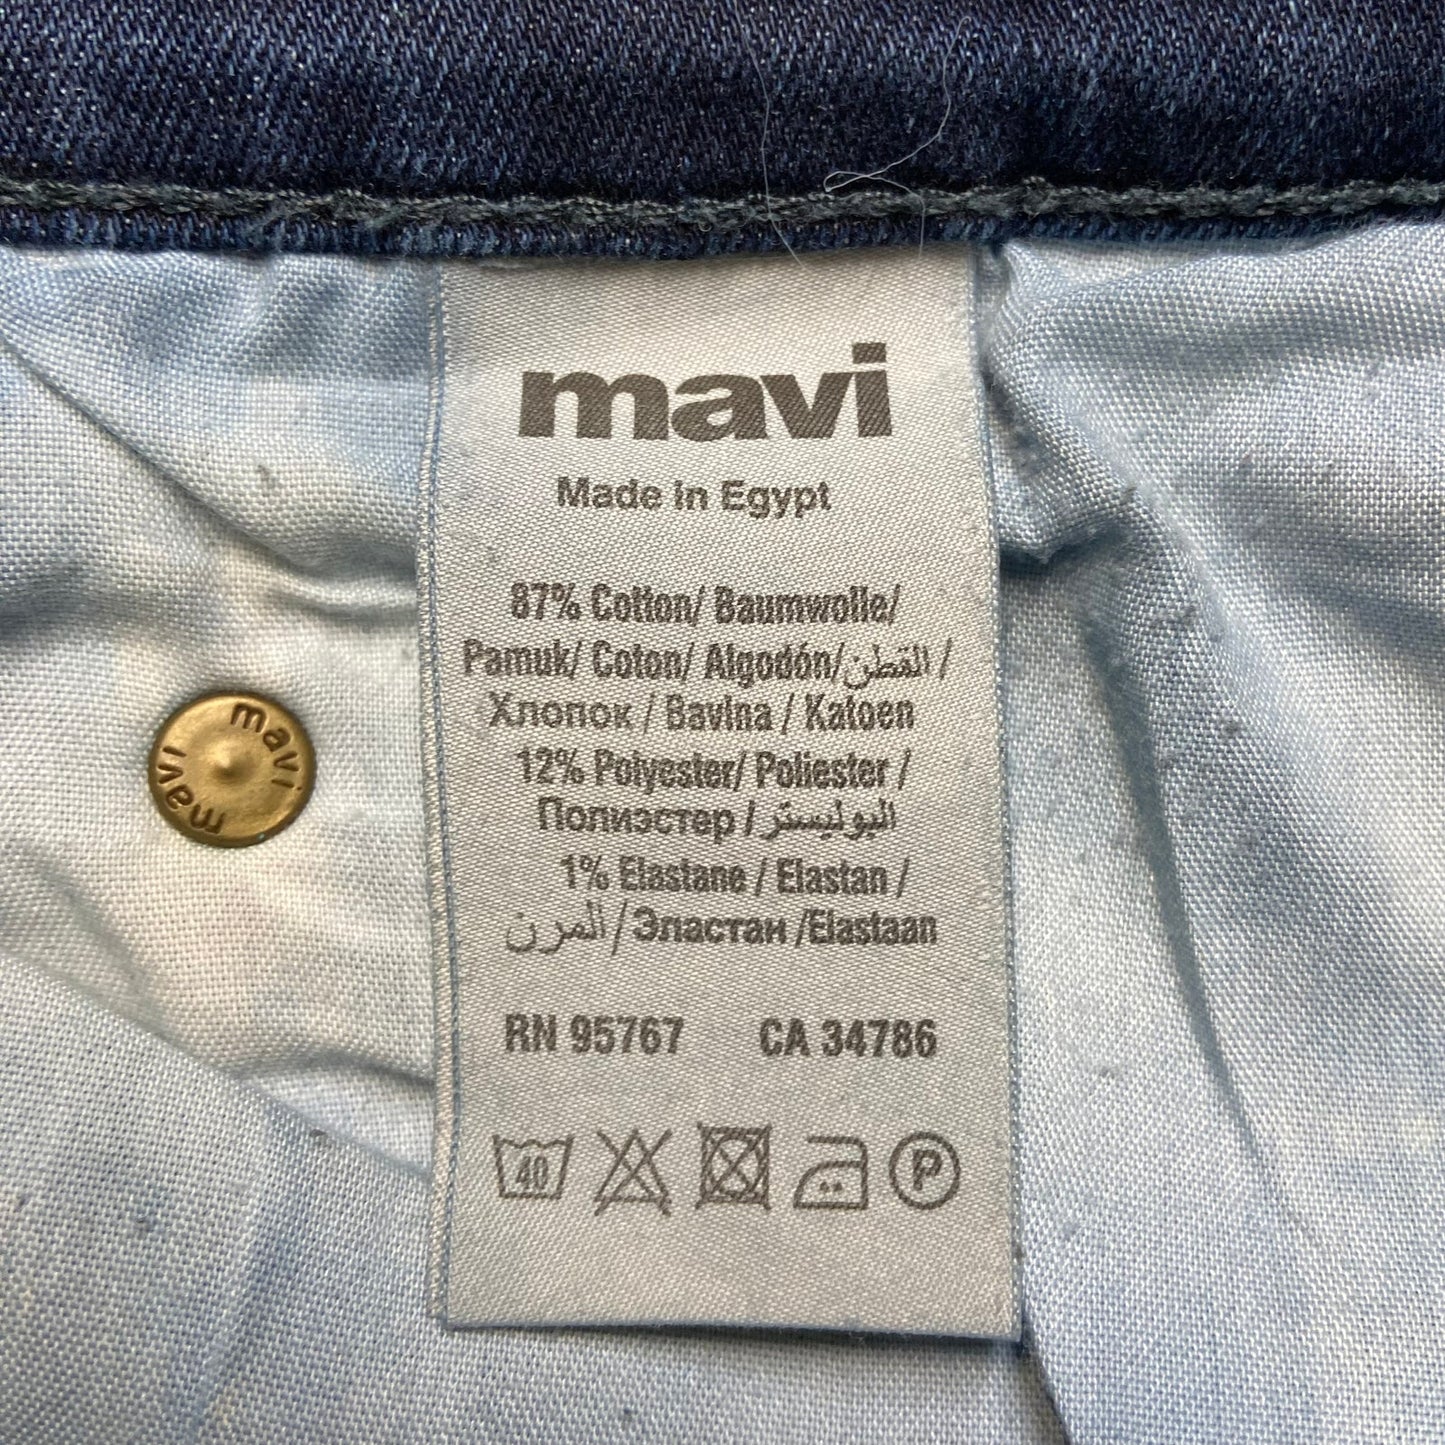 mavi
Made in Egypt
87% Cotton/ Baumwolle/
Pamuk/ Coton/ Algodón/القطن /
Хлопок / Bavlna / Katoen
12% Polyester/ Poliester /
Полиэстер / البوليستر
1% Elastane / Elastan /
المرن/Эластан /Elastaan
RN 95767 CA 34786
40 P
mavi mavi